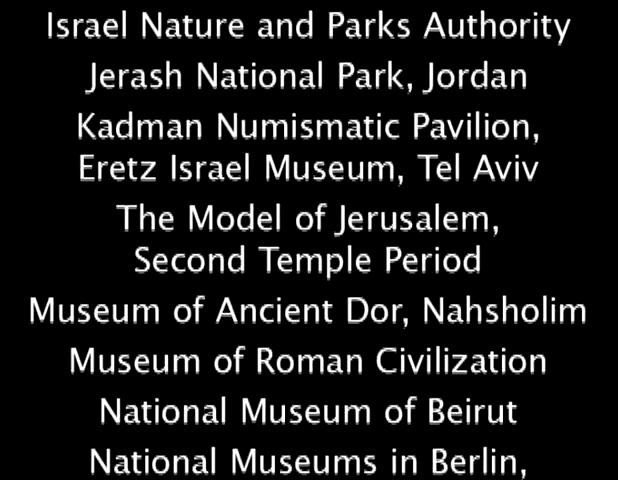 Israel Nature and Parks Authority
Jerash National Park, Jordan
Kadman Numismatic Pavilion,
Eretz Israel Museum, Tel Aviv
The Model of Jerusalem,
Second Temple Period
Museum of Ancient Dor, Nahsholim
Museum of Roman Civilization
National Museum of Beirut
National Museums in Berlin,